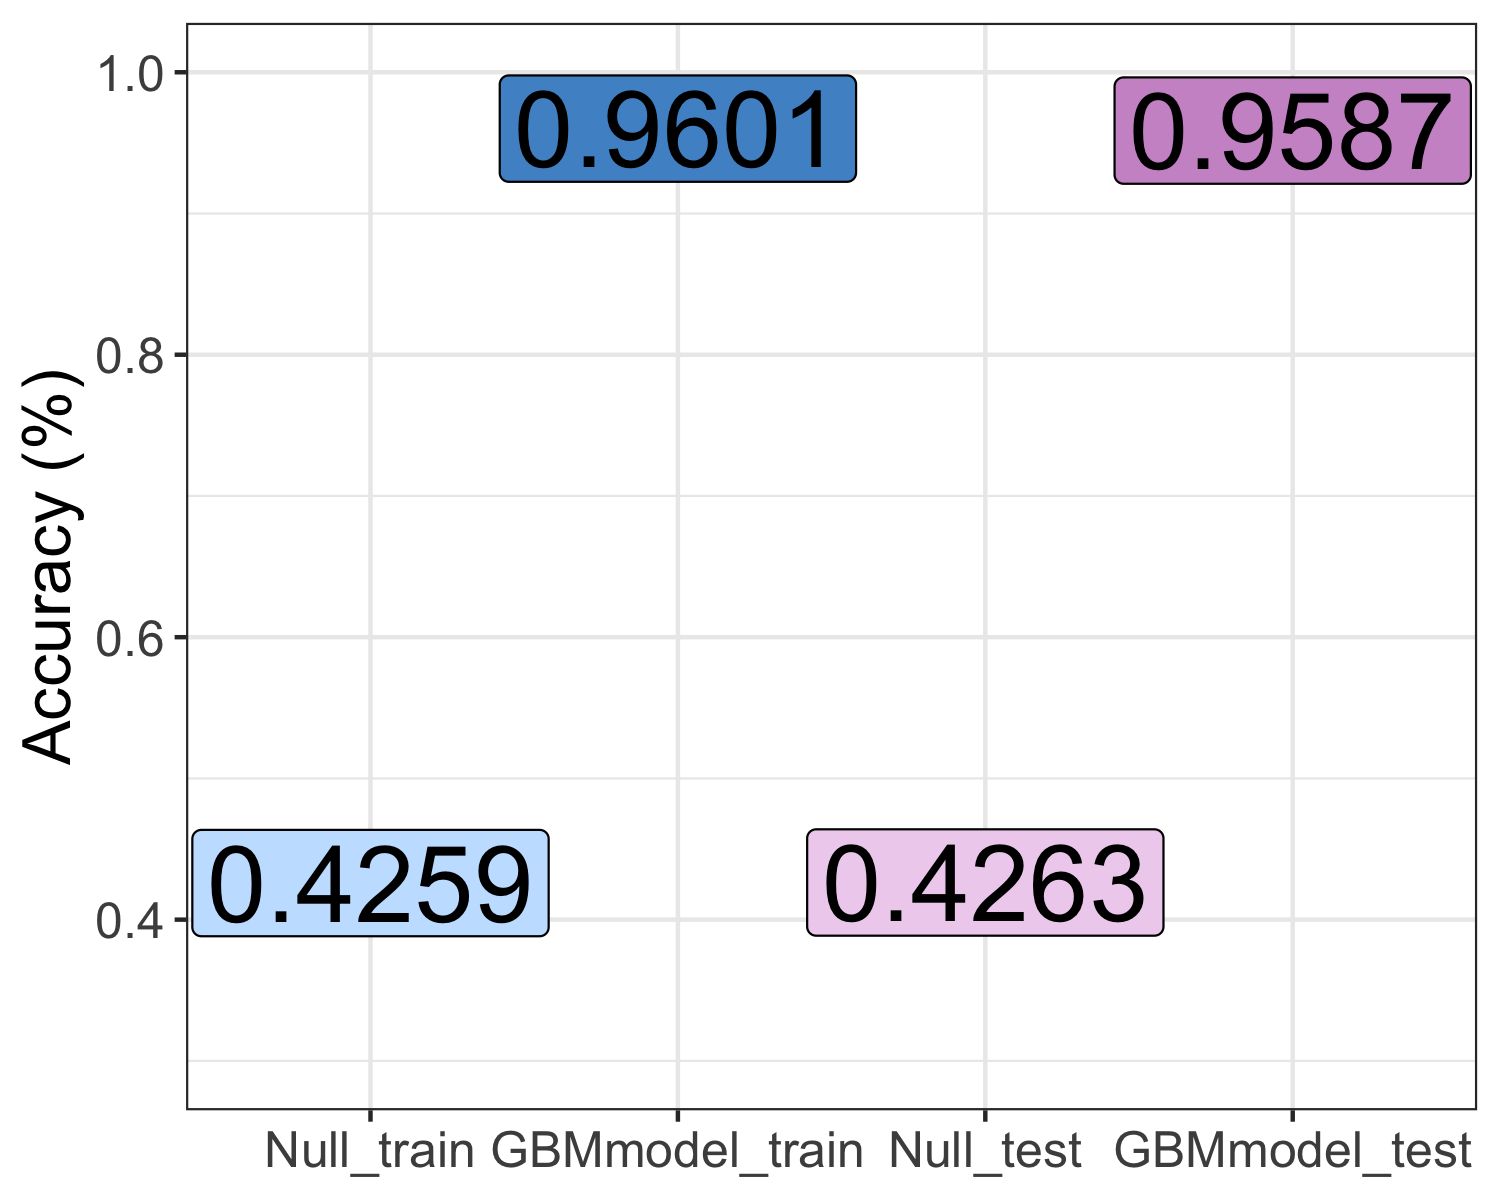 Accuracy (%)
1.0
0.8
0.6
0.4
0.9601
0.9587
0.4259
0.4263
Null_train
GBMmodel_train
Null_test
GBMmodel_test